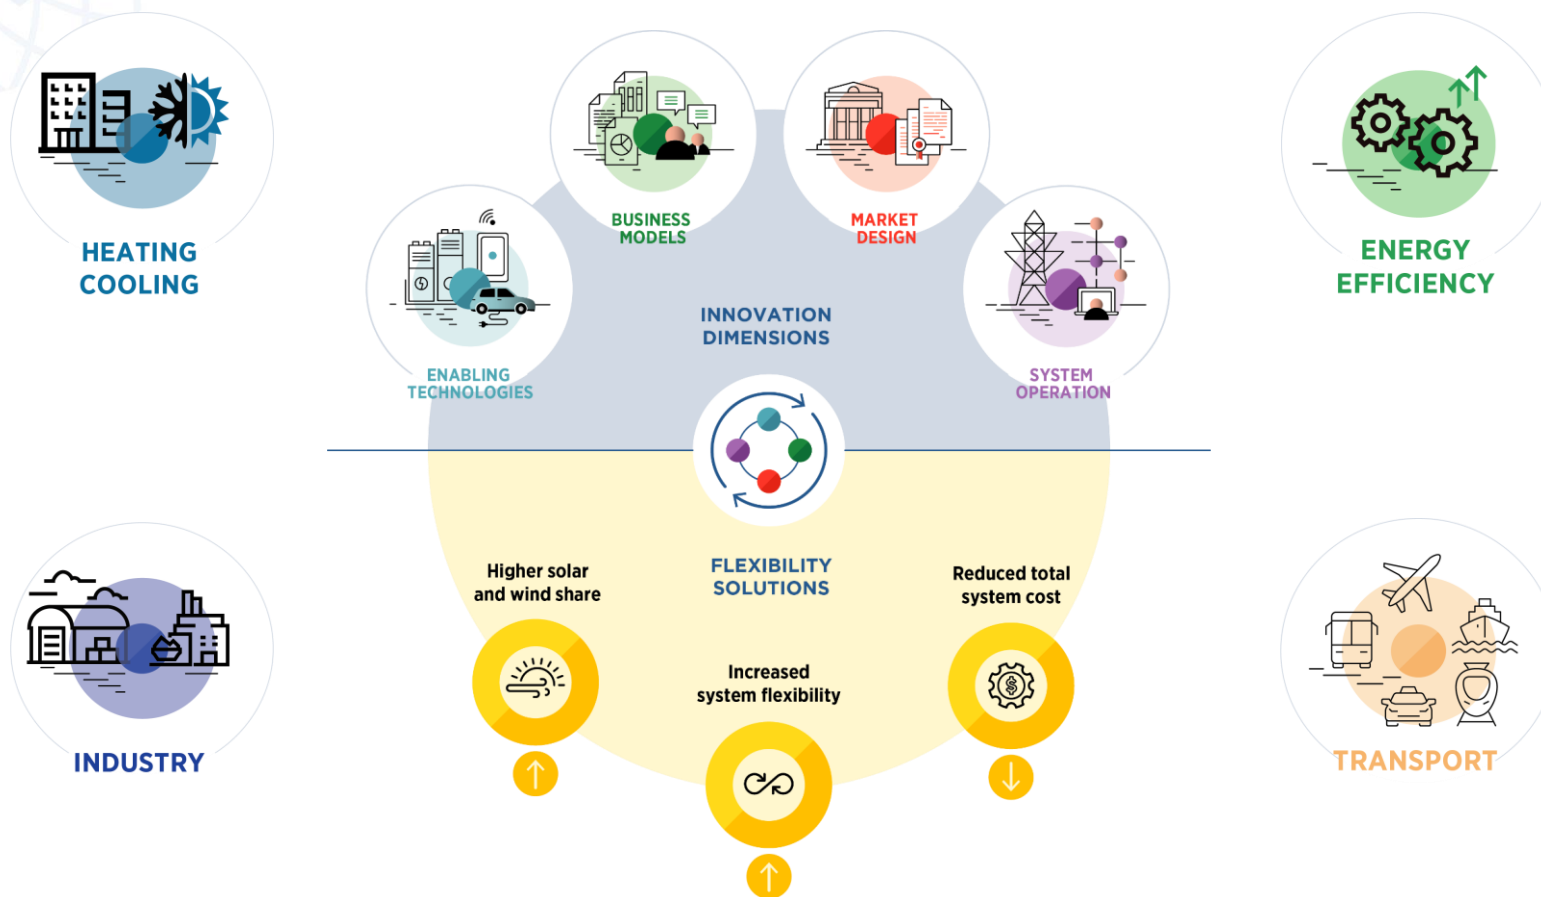 HEATING
COOLING
BUSINESS
MODELS
MARKET
DESIGN
ENERGY
EFFICIENCY
ENABLING
TECHNOLOGIES
INNOVATION
DIMENSIONS
SYSTEM
OPERATION
INDUSTRY
Higher solar
and wind share
FLEXIBILITY
SOLUTIONS
Reduced total
system cost
Increased
system flexibility
$
TRANSPORT